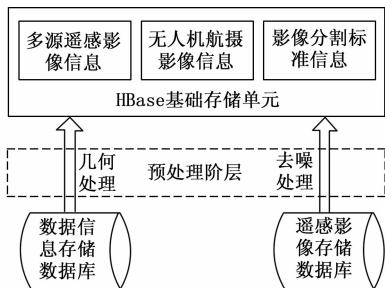 多源遥感影
像信息
无人机航摄
影像信息
影像分割标
准信息
HBase基础存储单元
几何
处理
预处理阶层
去噪
处理
数据信
息存储
数据库
遥感影
像存储
数据库